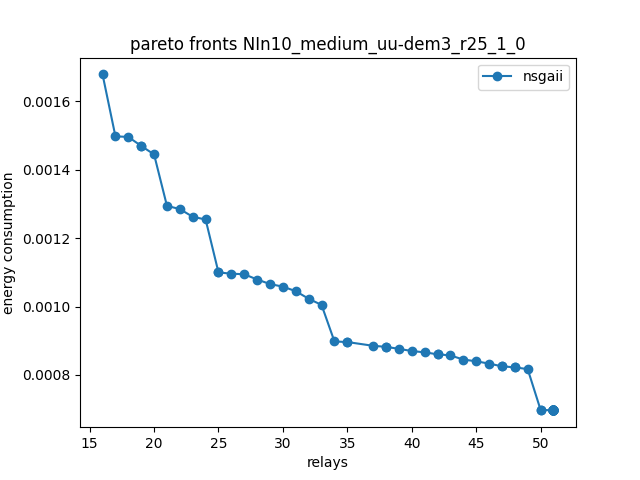 pareto fronts NIn10_medium_uu-dem3_r25_1_0
nsgaii
energy consumption
0.0016
0.0014
0.0012
0.0010
0.0008
15 20 25 30 35 40 45 50
relays